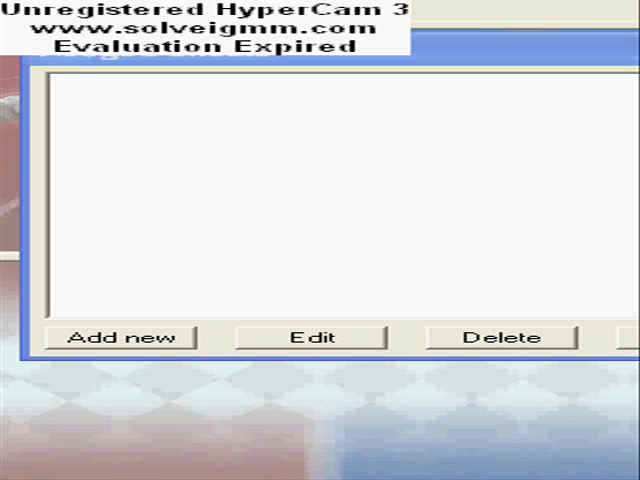 Unregistered HyperCam 3
www.solveigmm.com
Evaluation Expired
Add new
Edit
Delete